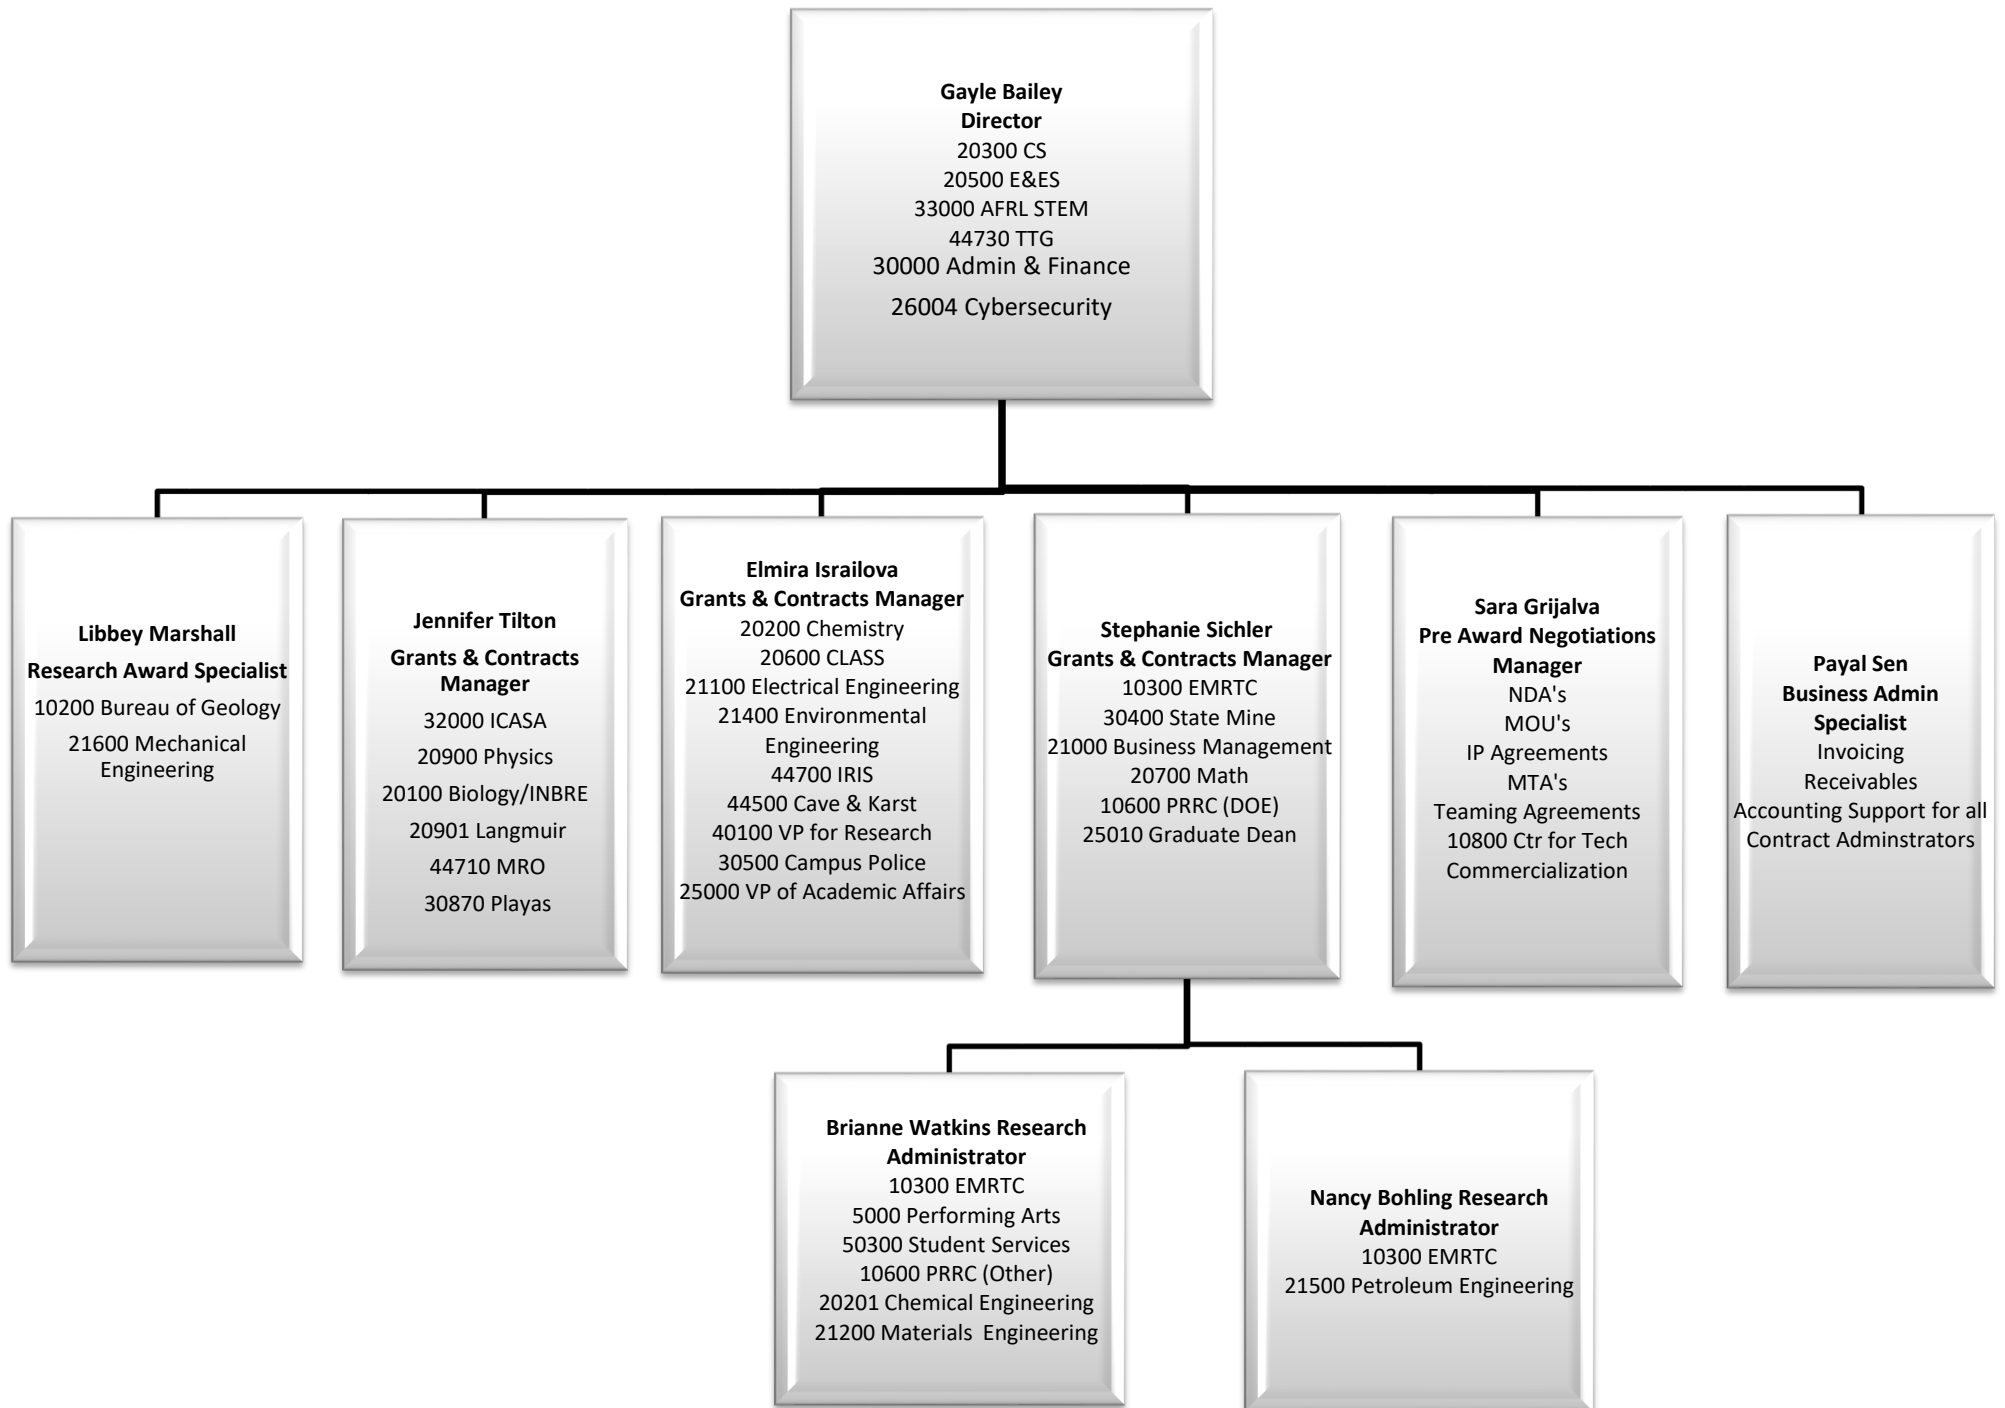 Gayle Bailey
Director
20300 CS
20500 E&ES
33000 AFRL STEM
44730 TTG
30000 Admin & Finance
26004 Cybersecurity
Libbey Marshall
Research Award Specialist
10200 Bureau of Geology
21600 Mechanical
Engineering
Jennifer Tilton
Grants & Contracts
Manager
32000 ICASA
20900 Physics
20100 Biology/INBRE
20901 Langmuir
44710 MRO
30870 Playas
Elmira Israilova
Grants & Contracts Manager
20200 Chemistry
20600 CLASS
21100 Electrical Engineering
21400 Environmental
Engineering
44700 IRIS
44500 Cave & Karst
40100 VP for Research
30500 Campus Police
25000 VP of Academic Affairs
Stephanie Sichler
Grants & Contracts Manager
10300 EMRTC
30400 State Mine
21000 Business Management
20700 Math
10600 PRRC (DOE)
25010 Graduate Dean
Sara Grijalva
Pre Award Negotiations
Manager
NDA's
MOU's
IP Agreements
MTA's
Teaming Agreements
10800 Ctr for Tech
Commercialization
Payal Sen
Business Admin
Specialist
Invoicing
Receivables
Accounting Support for all
Contract Adminstrators
Brianne Watkins Research
Administrator
10300 EMRTC
5000 Performing Arts
50300 Student Services
10600 PRRC (Other)
20201 Chemical Engineering
21200 Materials  Engineering
Nancy Bohling Research
Administrator
10300 EMRTC
21500 Petroleum Engineering